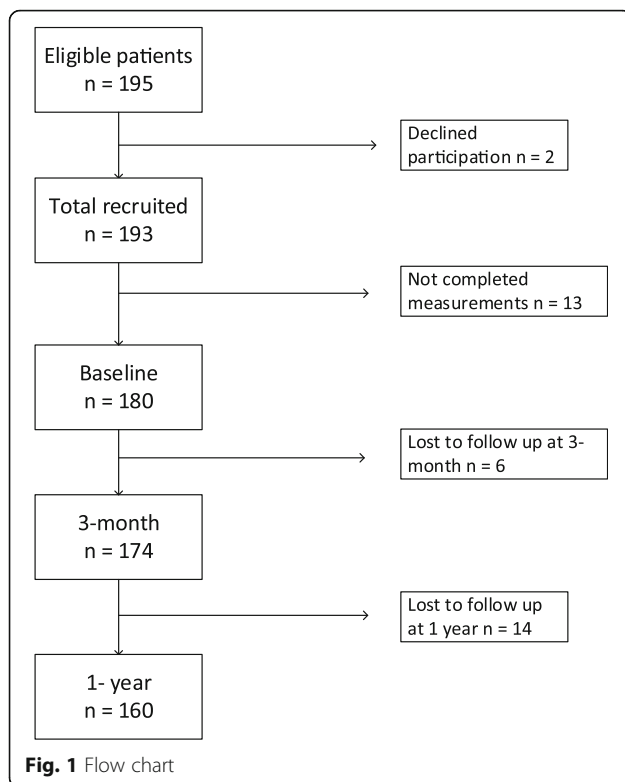 Eligible patients
n = 195
Declined
participation n = 2
Total recruited
n = 193
Not completed
measurements n = 13
Baseline
n = 180
Lost to follow up at 3-
month n = 6
3-month
n = 174
Lost to follow up
at 1 year n = 14
1- year
n = 160
Fig. 1 Flow chart